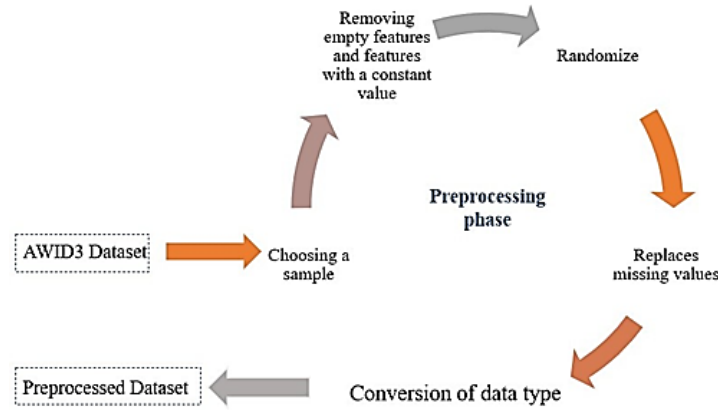 AWID3 Dataset
Choosing a
sample
Removing
empty features
and features
with a constant
value
Randomize
Replaces
missing values
Conversion of data type
Preprocessed Dataset
Preprocessing
phase